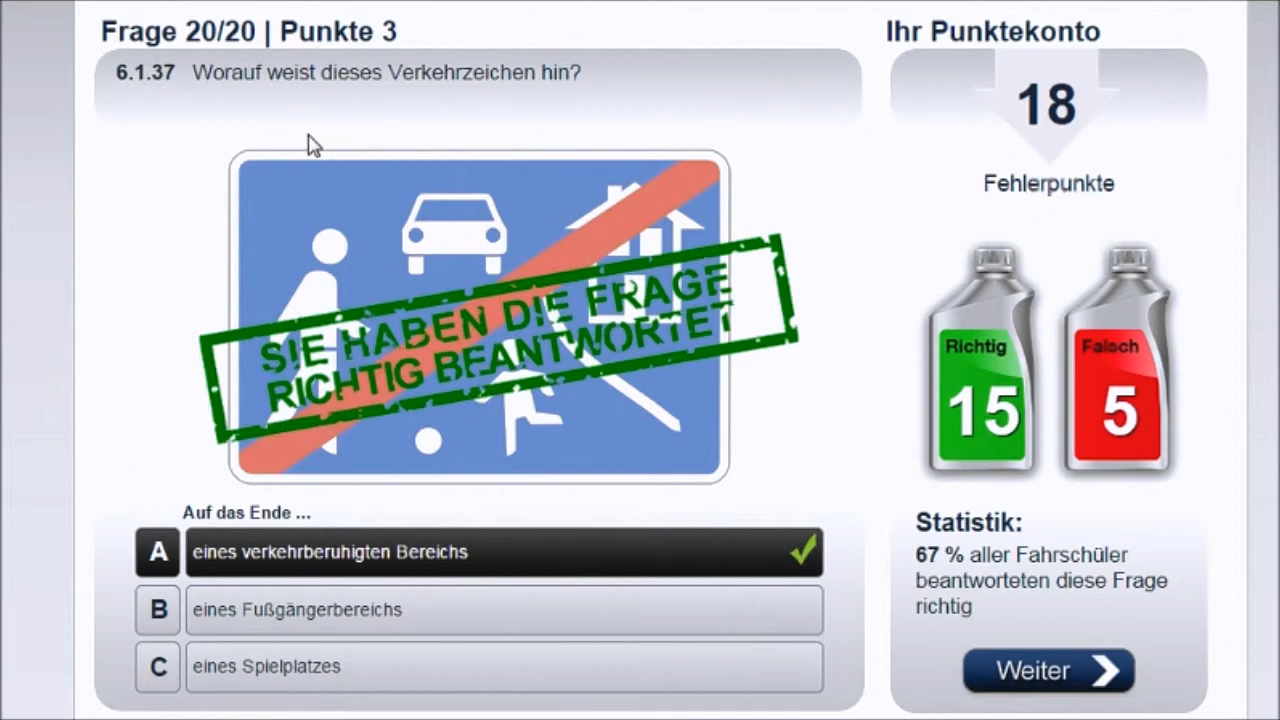 Frage 20/20 | Punkte 3
6.1.37 Worauf weist dieses Verkehrzeichen hin?
SIE HABEN DIE FRAGE
RICHTIG BEANTWORTET
Auf das Ende ...
A eines verkehrberuhigten Bereichs
B eines Fußgängerbereichs
C eines Spielplatzes
Ihr Punktekonto
18
Fehlerpunkte
Richtig
15
Falsch
5
Statistik:
67 % aller Fahrschüler
beantworteten diese Frage
richtig
Weiter